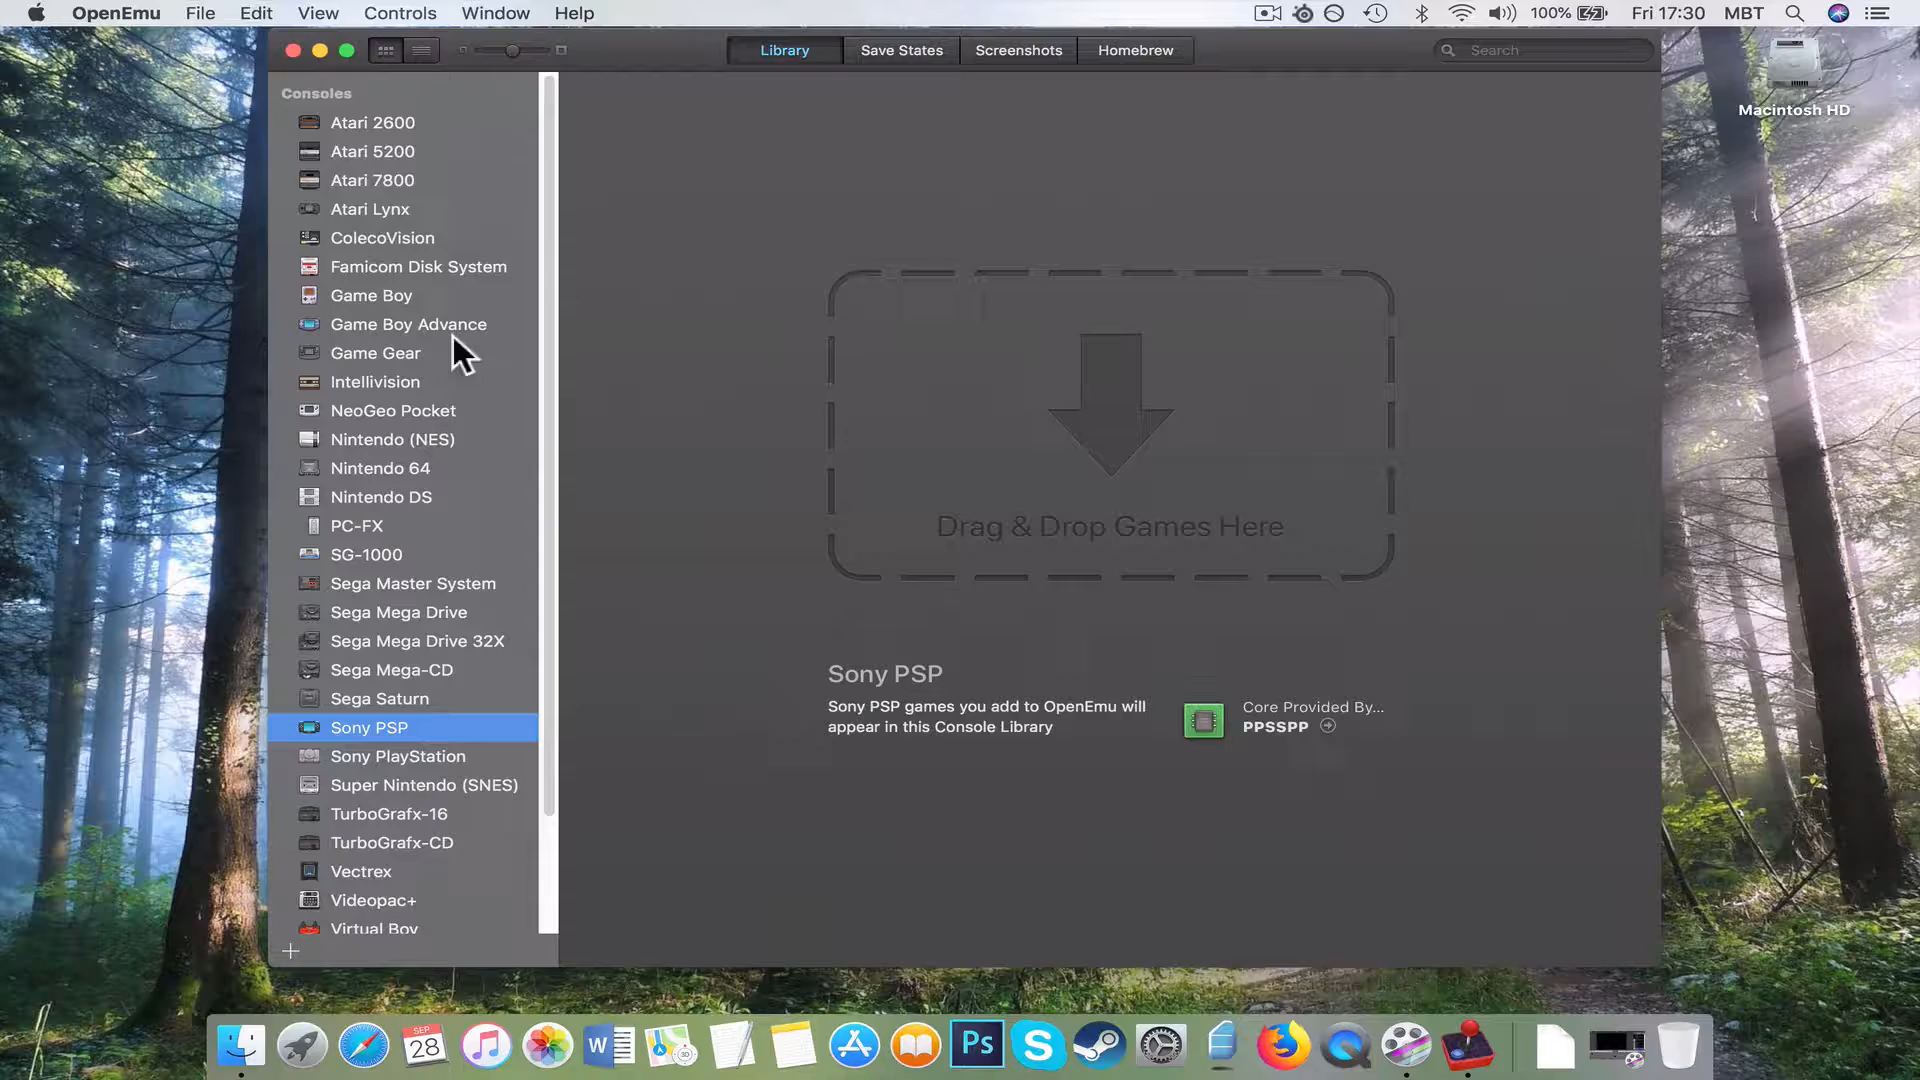 OpenEmu File Edit View Controls Window Help 100% Fri 17:30 MBT
Library Save States Screenshots Homebrew Search
Macintosh HD
Consoles
Atari 2600
Atari 5200
Atari 7800
Atari Lynx
ColecoVision
Famicom Disk System
Game Boy
Game Boy Advance
Game Gear
Intellivision
NeoGeo Pocket
Nintendo (NES)
Nintendo 64
Nintendo DS
PC-FX
SG-1000
Sega Master System
Sega Mega Drive
Sega Mega Drive 32X
Sega Mega-CD
Sega Saturn
Sony PSP
Sony PlayStation
Super Nintendo (SNES)
TurboGrafx-16
TurboGrafx-CD
Vectrex
Videopac+
Virtual Boy
Drag & Drop Games Here
Sony PSP
Sony PSP games you add to OpenEmu will
appear in this Console Library
Core Provided By...
PPSSPP
SEP
28
W
3D
Ps
S